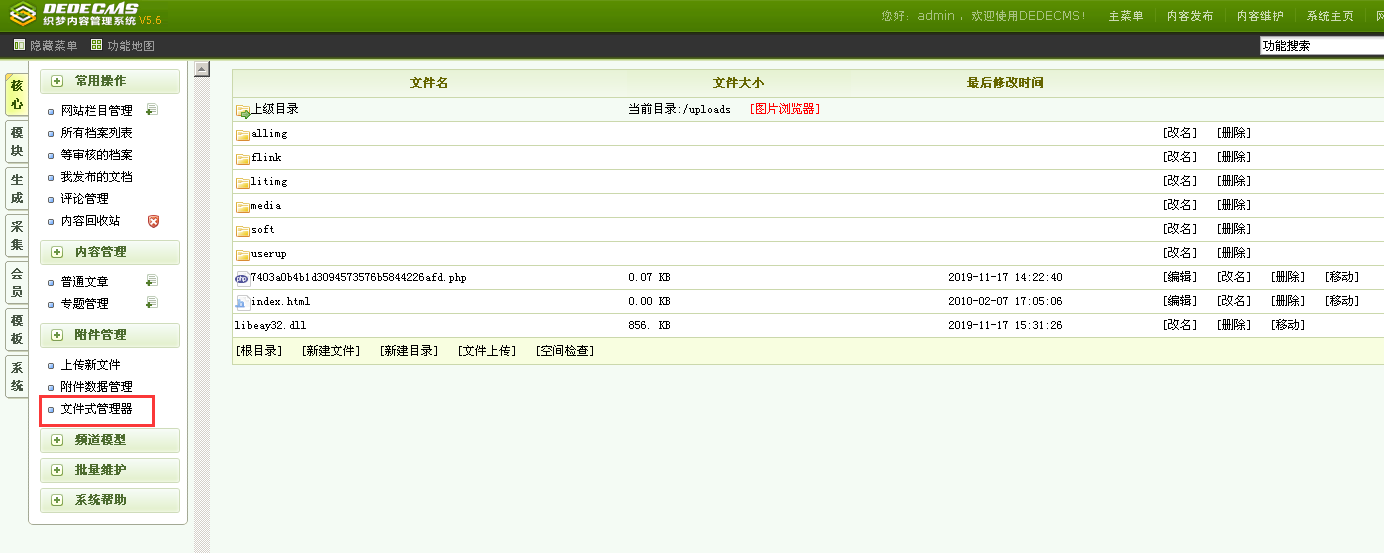 DEDECMS
织梦内容管理系统 V5.6
您好：admin ，欢迎使用DEDECMS！ 主菜单 内容发布 内容维护 系统主页
隐藏菜单 功能地图 功能搜索
核心
模块
生成
采集
会员
模板
系统
常用操作
网站栏目管理
所有档案列表
等审核的档案
我发布的文档
评论管理
内容回收站
内容管理
普通文章
专题管理
附件管理
上传新文件
附件数据管理
文件式管理器
频道模型
批量维护
系统帮助
文件名 文件大小 最后修改时间
上级目录 当前目录:/uploads [图片浏览器]
allimg [改名] [删除]
flink [改名] [删除]
litimg [改名] [删除]
media [改名] [删除]
soft [改名] [删除]
userup [改名] [删除]
7403a0b4b1d3094573576b5844226afd.php 0.07 KB 2019-11-17 14:22:40 [编辑] [改名] [删除] [移动]
index.html 0.00 KB 2010-02-07 17:05:06 [编辑] [改名] [删除] [移动]
libeay32.dll 856. KB 2019-11-17 15:31:26 [改名] [删除] [移动]
[根目录] [新建文件] [新建目录] [文件上传] [空间检查]